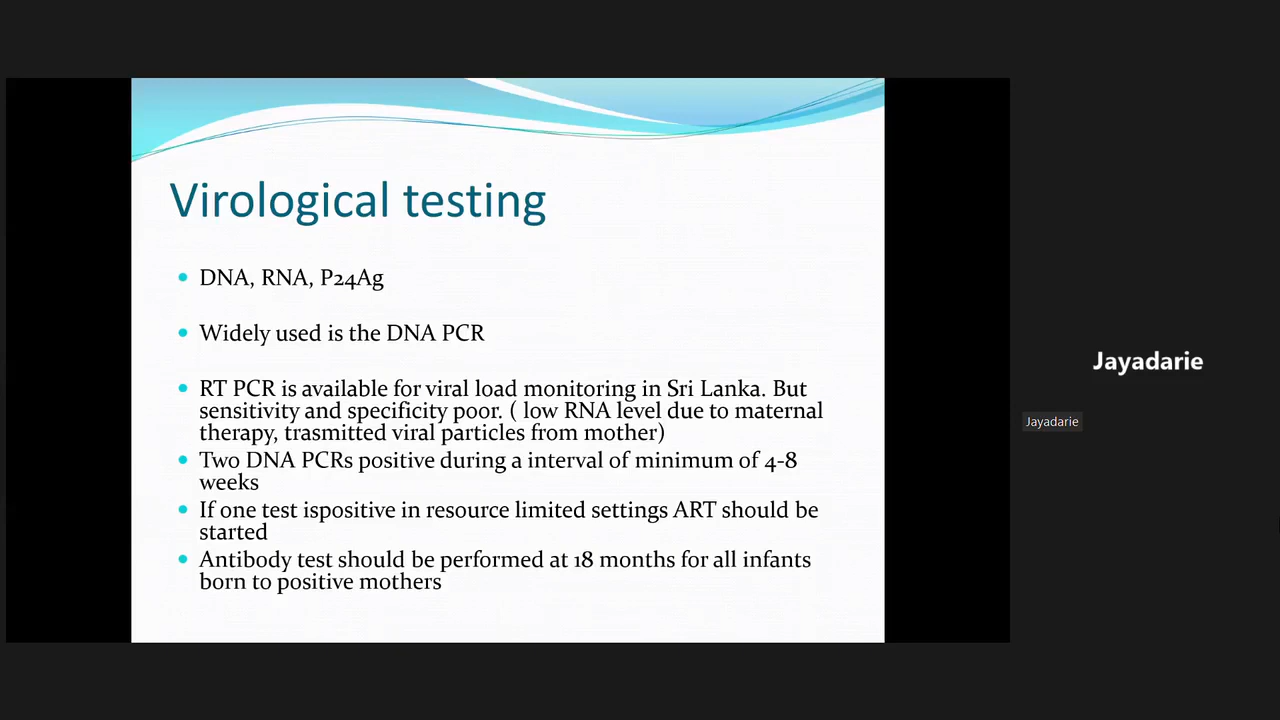 Virological testing
DNA, RNA, P24Ag
Widely used is the DNA PCR
RT PCR is available for viral load monitoring in Sri Lanka. But
sensitivity and specificity poor. ( low RNA level due to maternal
therapy, trasmitted viral particles from mother)
Two DNA PCRs positive during a interval of minimum of 4-8
weeks
If one test ispositive in resource limited settings ART should be
started
Antibody test should be performed at 18 months for all infants
born to positive mothers
Jayadarie
Jayadarie